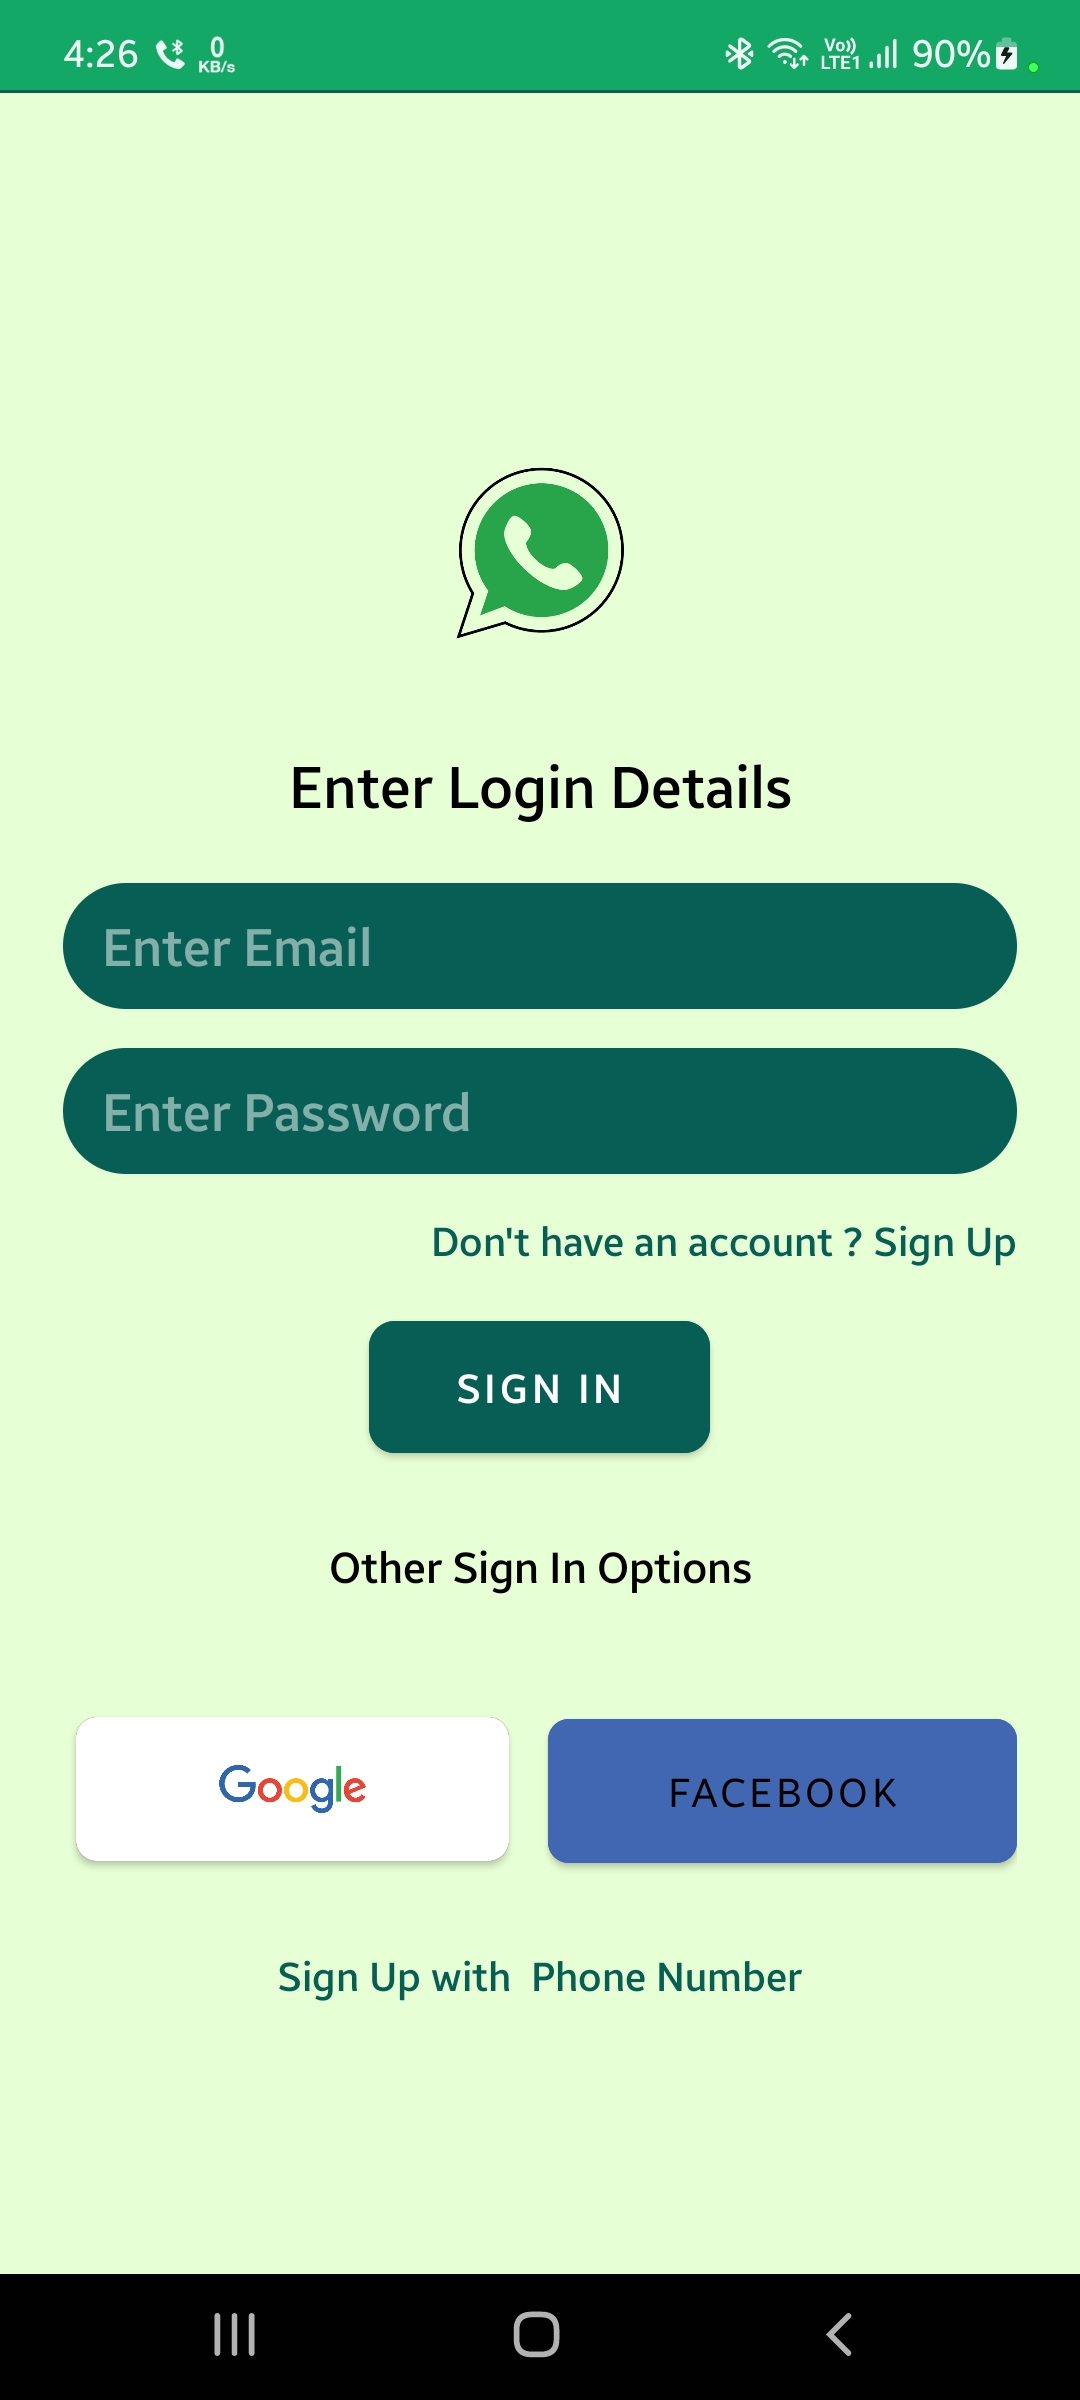 4:26 0 KB/s Vo)) LTE1 90%
Enter Login Details
Enter Email
Enter Password
Don't have an account ? Sign Up
SIGN IN
Other Sign In Options
Google FACEBOOK
Sign Up with  Phone Number